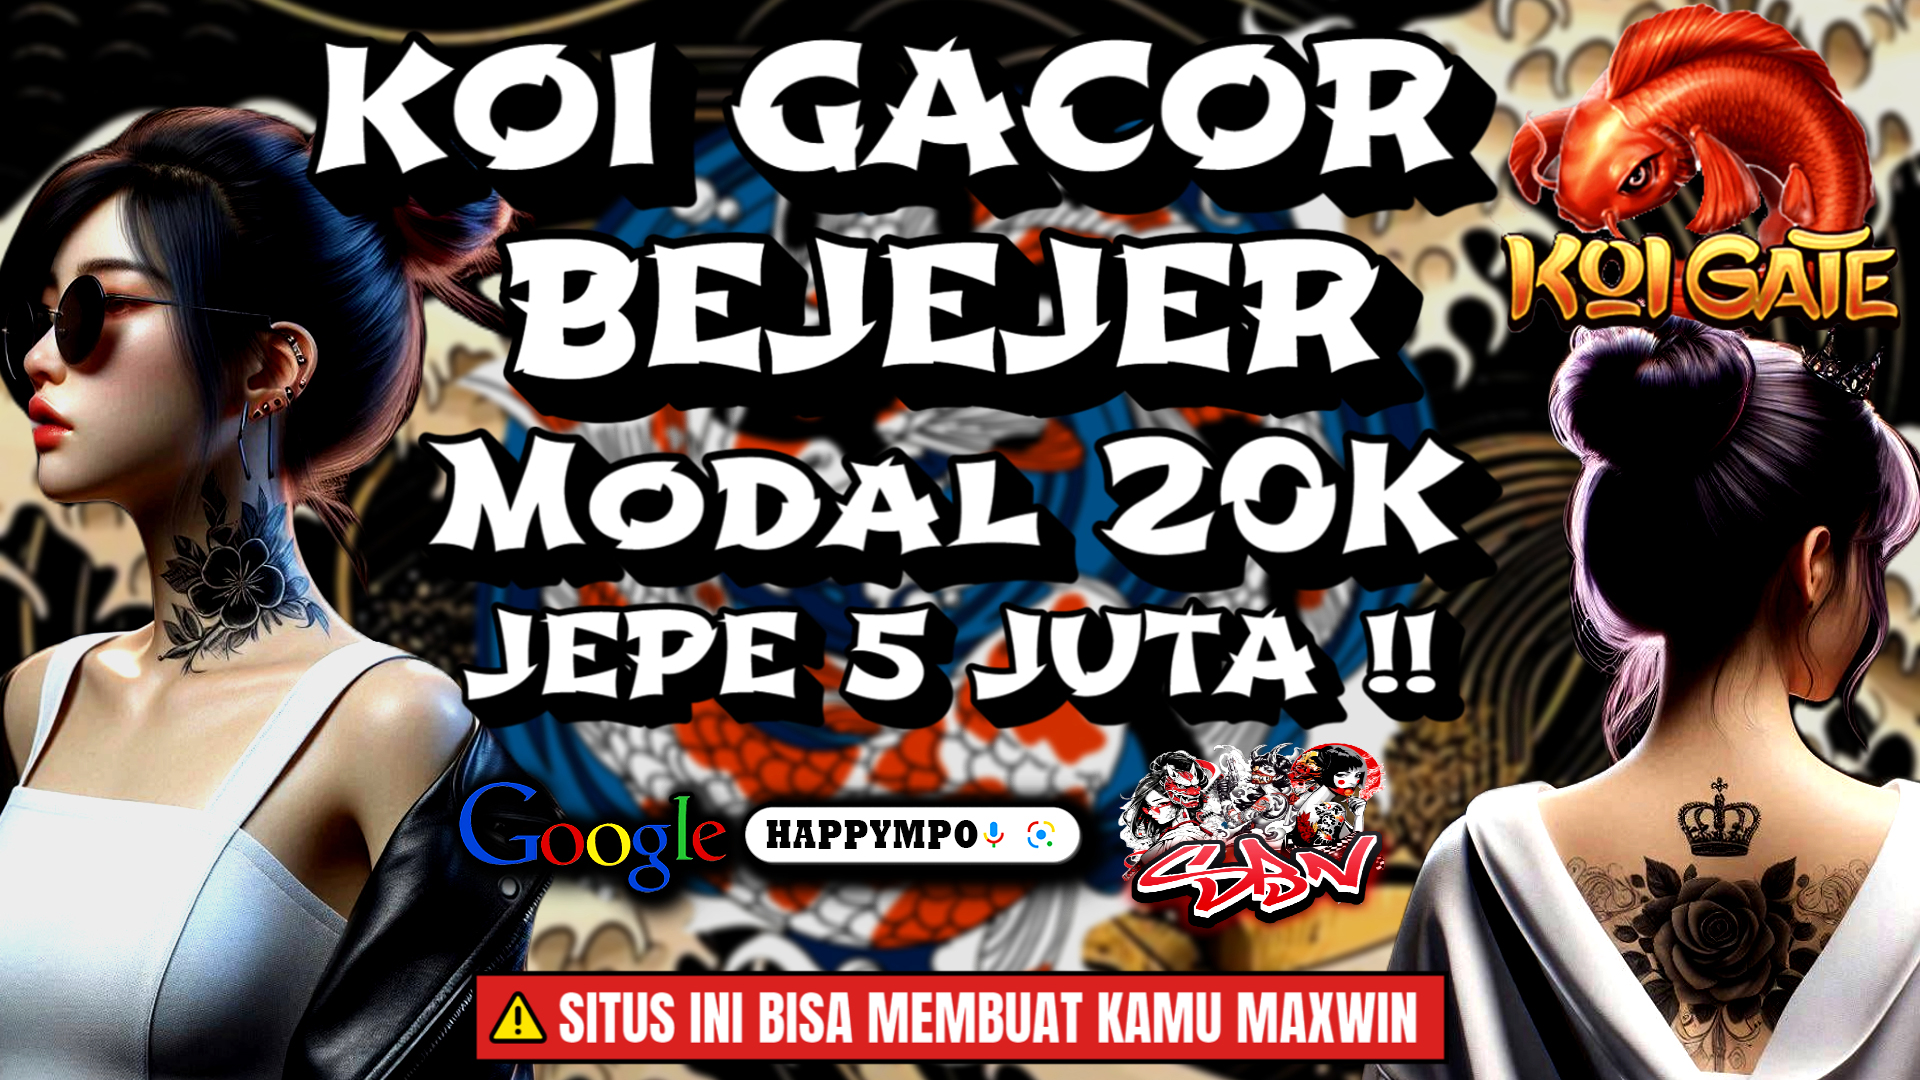 KOI GACOR
BEJEJER
MODAL 20K
JEPE 5 JUTA !!
KOI GATE
Google
HAPPYMPO
SBN
SITUS INI BISA MEMBUAT KAMU MAXWIN